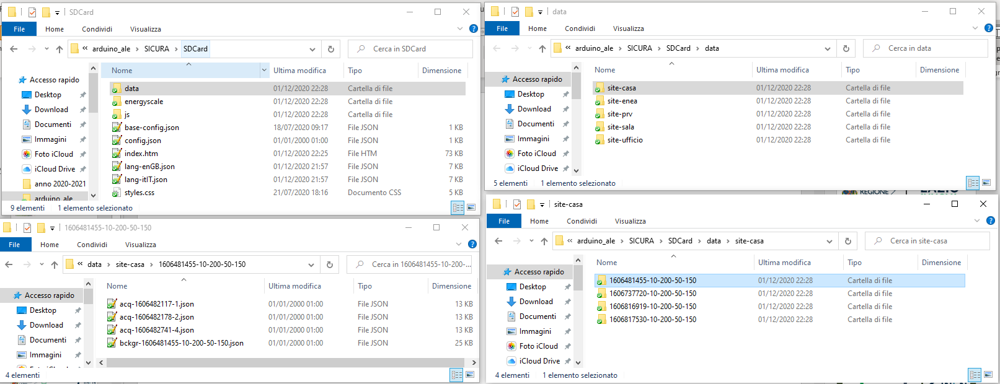 SDCard
File Home Condividi Visualizza
« arduino_ale > SICURA > SDCard
Cerca in SDCard
Nome Ultima modifica Tipo Dimensione
Accesso rapido
Desktop
Download
Documenti
Immagini
Foto iCloud
iCloud Drive
anno 2020-2021
arduino_ale
data 01/12/2020 22:28 Cartella di file
energyscale 01/12/2020 22:28 Cartella di file
js 01/12/2020 22:28 Cartella di file
base-config.json 18/07/2020 09:17 File JSON 1 KB
config.json 01/01/2000 01:00 File JSON 1 KB
index.htm 01/12/2020 22:25 File HTM 73 KB
lang-enGB.json 01/12/2020 21:57 File JSON 7 KB
lang-itIT.json 01/12/2020 21:57 File JSON 7 KB
styles.css 21/07/2020 18:16 Documento CSS 5 KB
9 elementi 1 elemento selezionato
data
File Home Condividi Visualizza
« arduino_ale > SICURA > SDCard > data
Cerca in data
Nome Ultima modifica Tipo Dimensione
Accesso rapido
Desktop
Download
Documenti
Immagini
Foto iCloud
iCloud Drive
site-casa 01/12/2020 22:28 Cartella di file
site-enea 01/12/2020 22:28 Cartella di file
site-prv 01/12/2020 22:28 Cartella di file
site-sala 01/12/2020 22:28 Cartella di file
site-ufficio 01/12/2020 22:28 Cartella di file
5 elementi 1 elemento selezionato
REGIONE
1606481455-10-200-50-150
File Home Condividi Visualizza
« data > site-casa > 1606481455-10-200-50-150
Cerca in 1606481455-10-200-50-...
Nome Ultima modifica Tipo Dimensione
Accesso rapido
Desktop
Download
Documenti
Immagini
acq-1606482117-1.json 01/01/2000 01:00 File JSON 13 KB
acq-1606482178-2.json 01/01/2000 01:00 File JSON 13 KB
acq-1606482741-4.json 01/01/2000 01:00 File JSON 13 KB
bckgr-1606481455-10-200-50-150.json 01/01/2000 01:00 File JSON 25 KB
4 elementi
site-casa
File Home Condividi Visualizza
« arduino_ale > SICURA > SDCard > data > site-casa
Cerca in site-casa
Nome Ultima modifica Tipo Dimensione
Accesso rapido
Desktop
Download
Documenti
Immagini
Foto iCloud
iCloud Drive
1606481455-10-200-50-150 01/12/2020 22:28 Cartella di file
1606737720-10-200-50-150 01/12/2020 22:28 Cartella di file
1606816919-10-200-50-150 01/12/2020 22:28 Cartella di file
1606817530-10-200-50-150 01/12/2020 22:28 Cartella di file
4 elementi 1 elemento selezionato